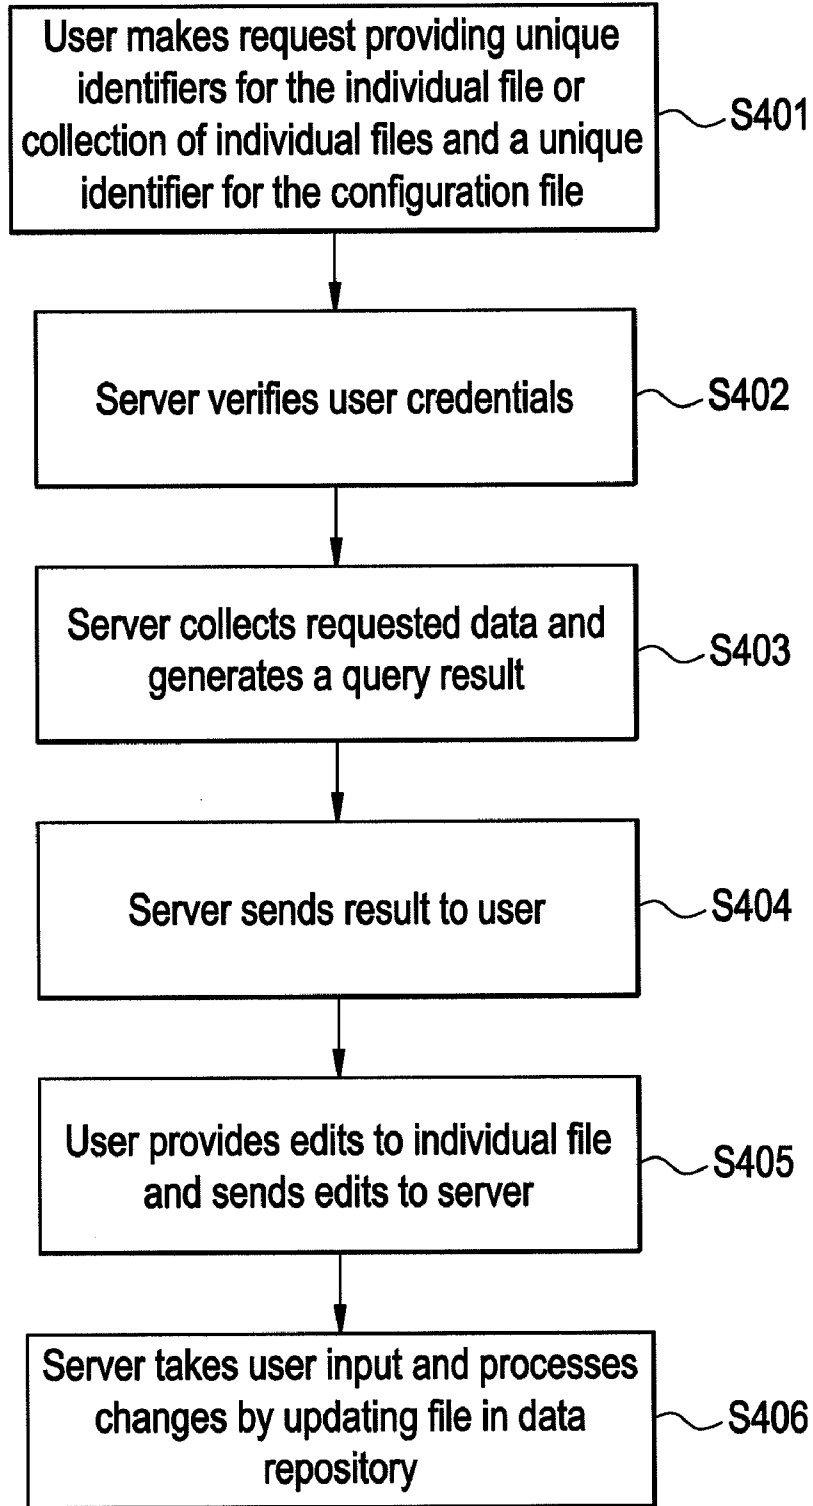 User makes request providing unique
identifiers for the individual file or
collection of individual files and a unique
identifier for the configuration file
S401
Server verifies user credentials
S402
Server collects requested data and
generates a query result
S403
Server sends result to user
S404
User provides edits to individual file
and sends edits to server
S405
Server takes user input and processes
changes by updating file in data
repository
S406